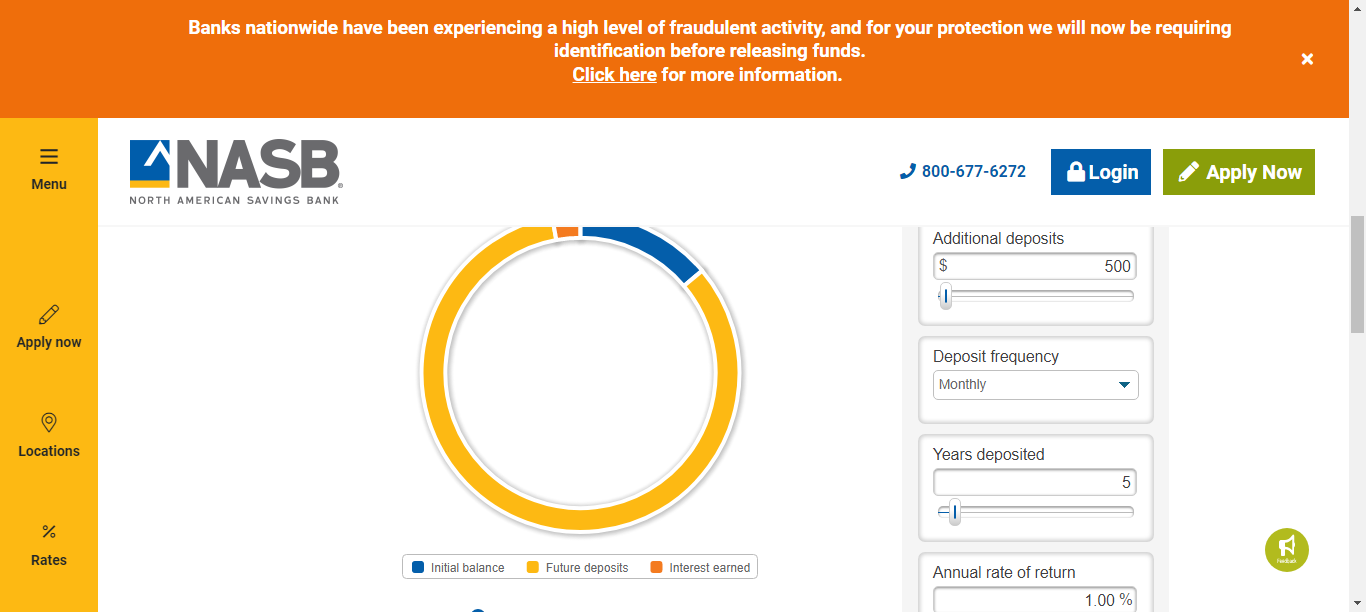 Banks nationwide have been experiencing a high level of fraudulent activity, and for your protection we will now be requiring
identification before releasing funds.
Click here for more information.
Menu
NASB
NORTH AMERICAN SAVINGS BANK
800-677-6272
Login
Apply Now
Apply now
Locations
Rates
Initial balance
Future deposits
Interest earned
Additional deposits
$ 500
Deposit frequency
Monthly
Years deposited
5
Annual rate of return
1.00 %
Feedback